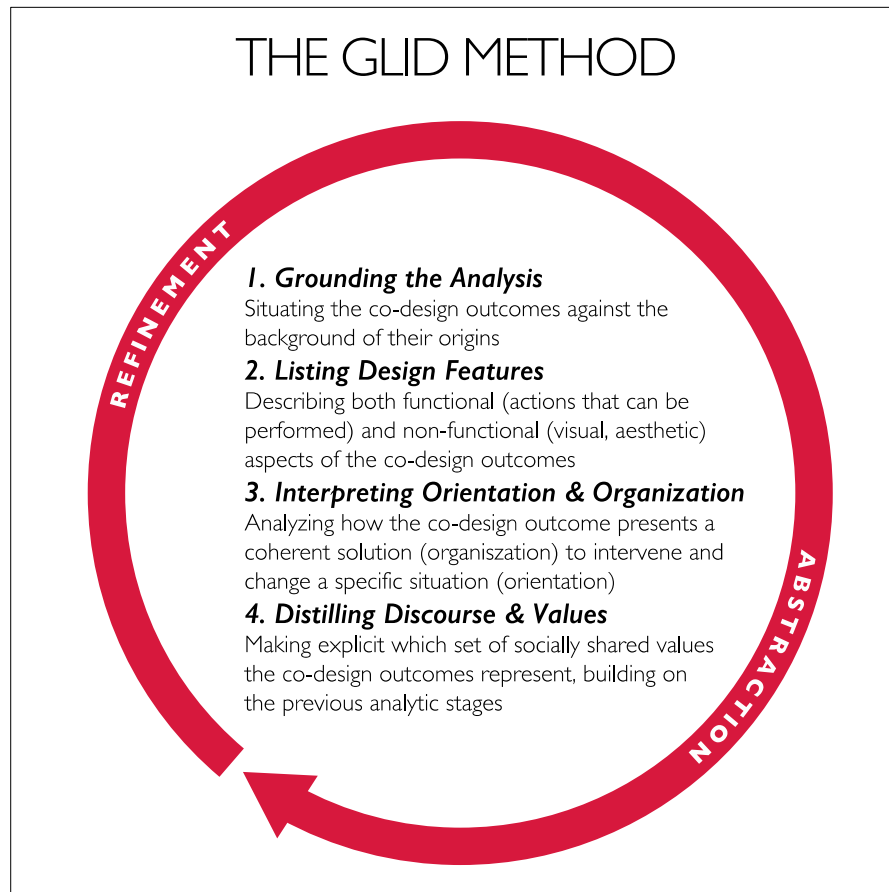 THE GLID METHOD
REFINEMENT
1. Grounding the Analysis
Situating the co-design outcomes against the
background of their origins
2. Listing Design Features
Describing both functional (actions that can be
performed) and non-functional (visual, aesthetic)
aspects of the co-design outcomes
3. Interpreting Orientation & Organization
Analyzing how the co-design outcome presents a
coherent solution (organiszation) to intervene and
change a specific situation (orientation)
4. Distilling Discourse & Values
Making explicit which set of socially shared values
the co-design outcomes represent, building on
the previous analytic stages
ABSTRACTION